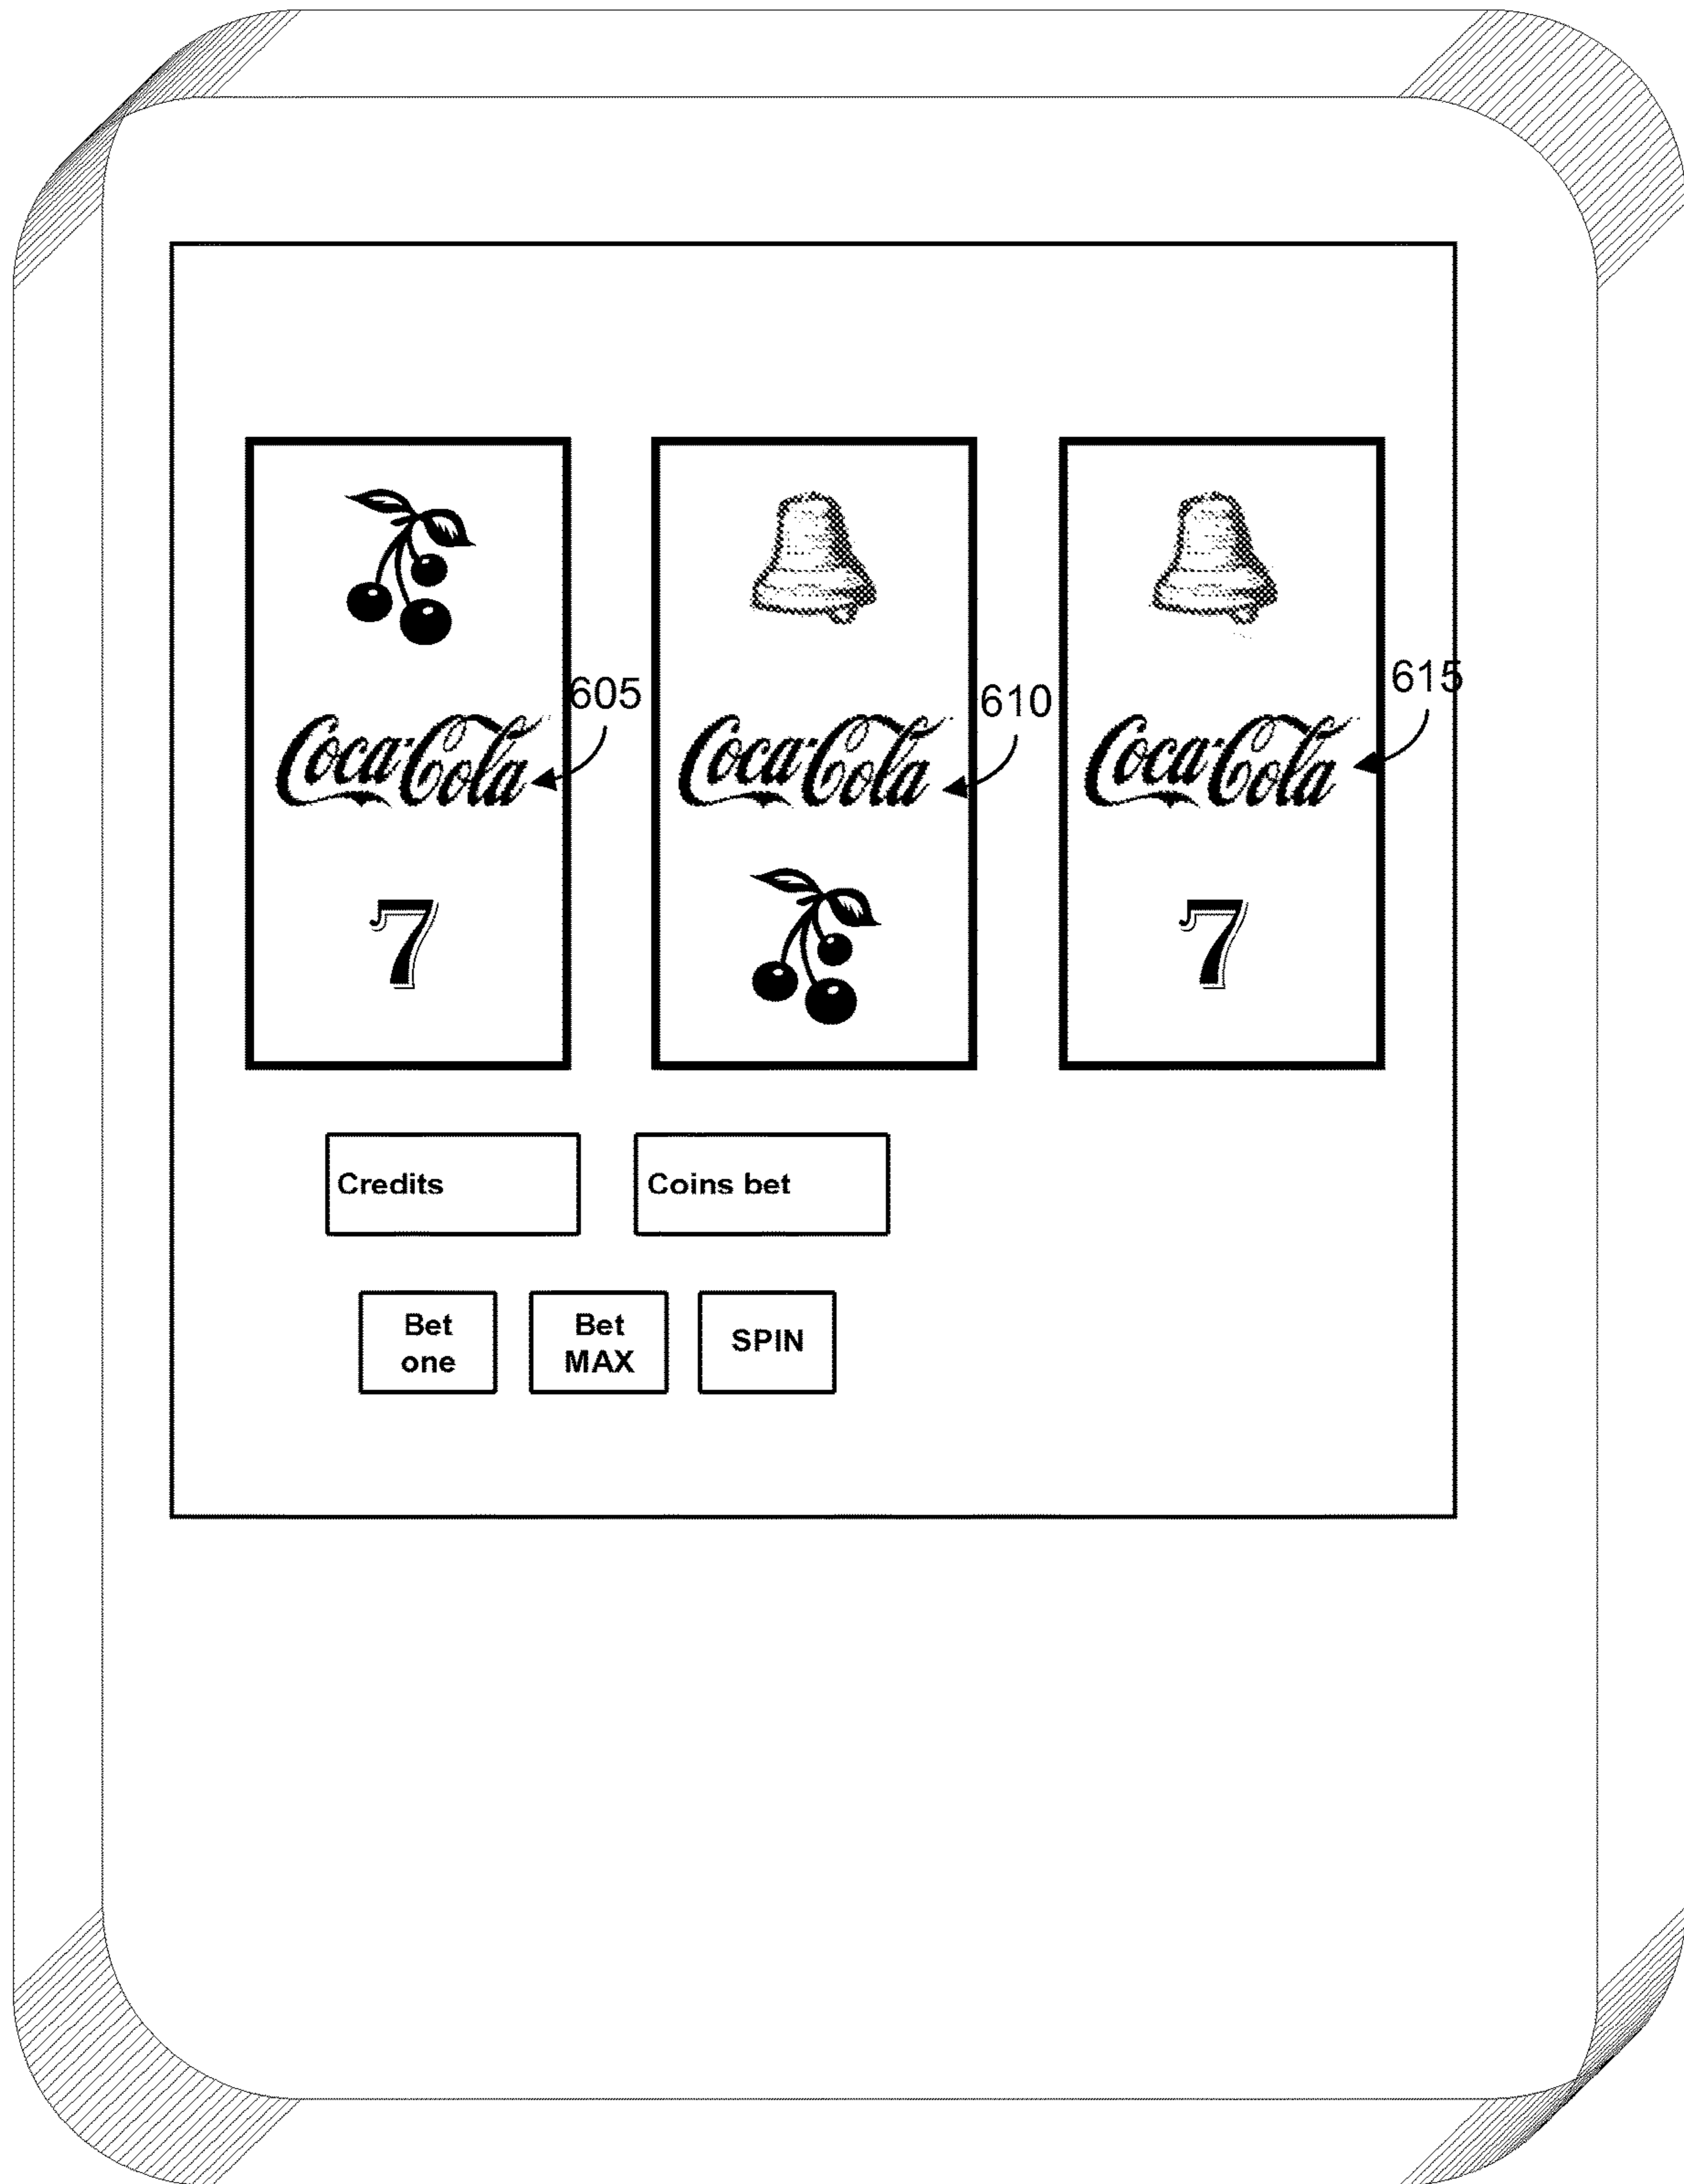 605
610
615
Coca-Cola
Coca-Cola
Coca-Cola
7
7
Credits
Coins bet
Bet
one
Bet
MAX
SPIN